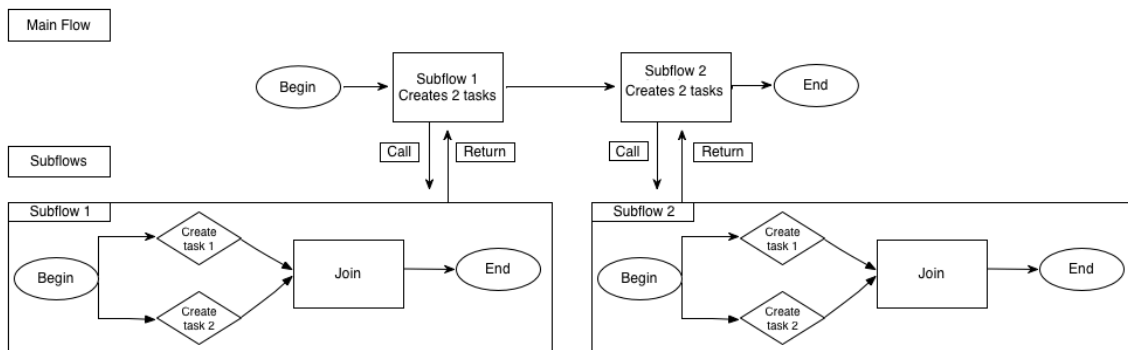 Main Flow
Begin
Subflow 1
Creates 2 tasks
Subflow 2
Creates 2 tasks
End
Call
Return
Call
Return
Subflows
Subflow 1
Begin
Create
task 1
Create
task 2
Join
End
Subflow 2
Begin
Create
task 1
Create
task 2
Join
End